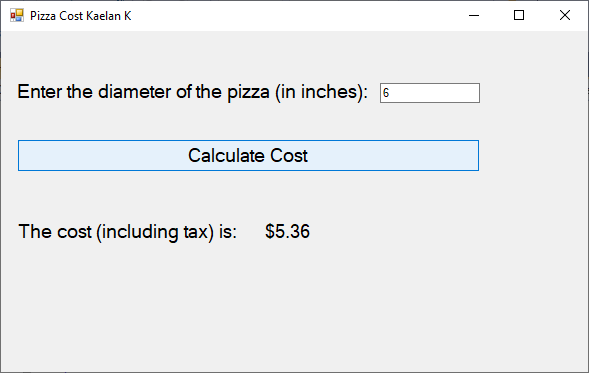 Pizza Cost Kaelan K
Enter the diameter of the pizza (in inches): 6
Calculate Cost
The cost (including tax) is: $5.36